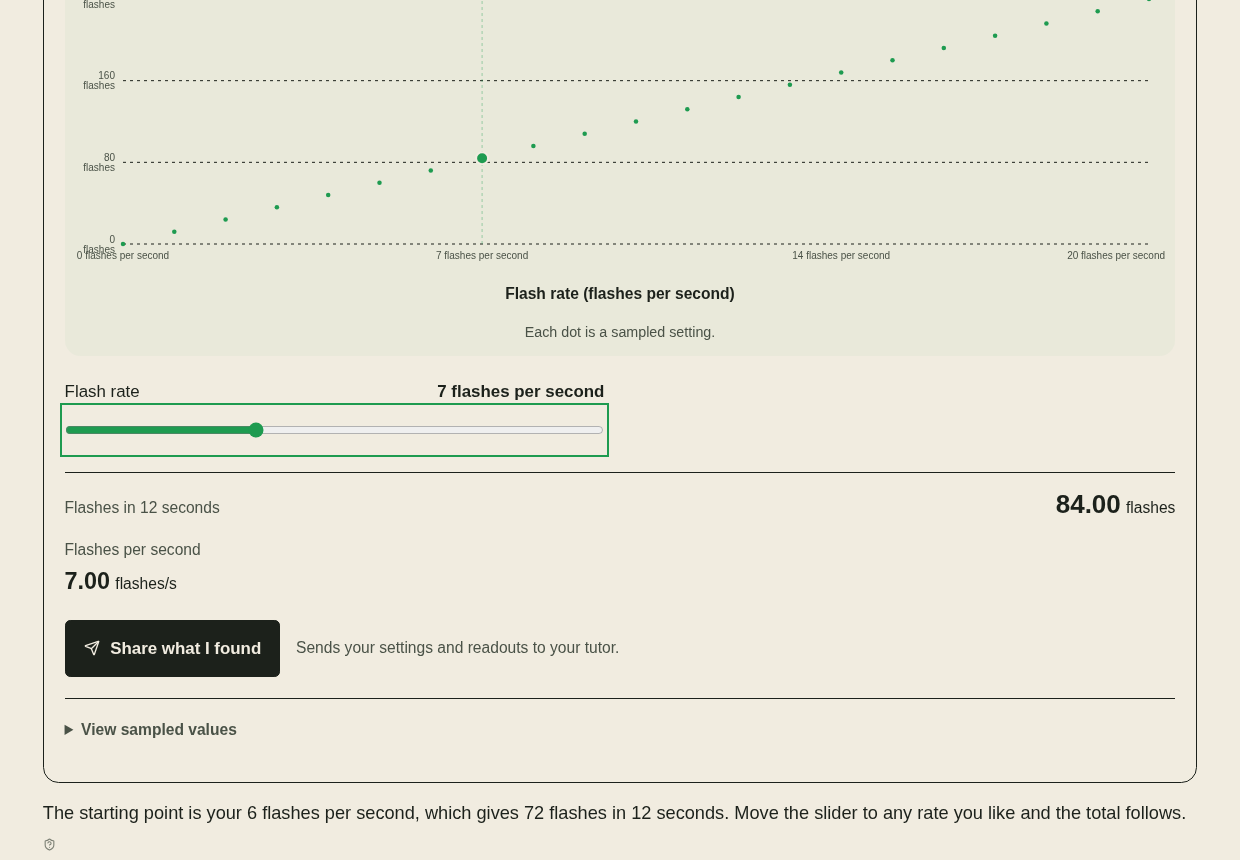 flashes
160
flashes
80
flashes
0
flashes
0 flashes per second
7 flashes per second
14 flashes per second
20 flashes per second
Flash rate (flashes per second)
Each dot is a sampled setting.
Flash rate
7 flashes per second
Flashes in 12 seconds
84.00 flashes
Flashes per second
7.00 flashes/s
Share what I found
Sends your settings and readouts to your tutor.
View sampled values
The starting point is your 6 flashes per second, which gives 72 flashes in 12 seconds. Move the slider to any rate you like and the total follows.